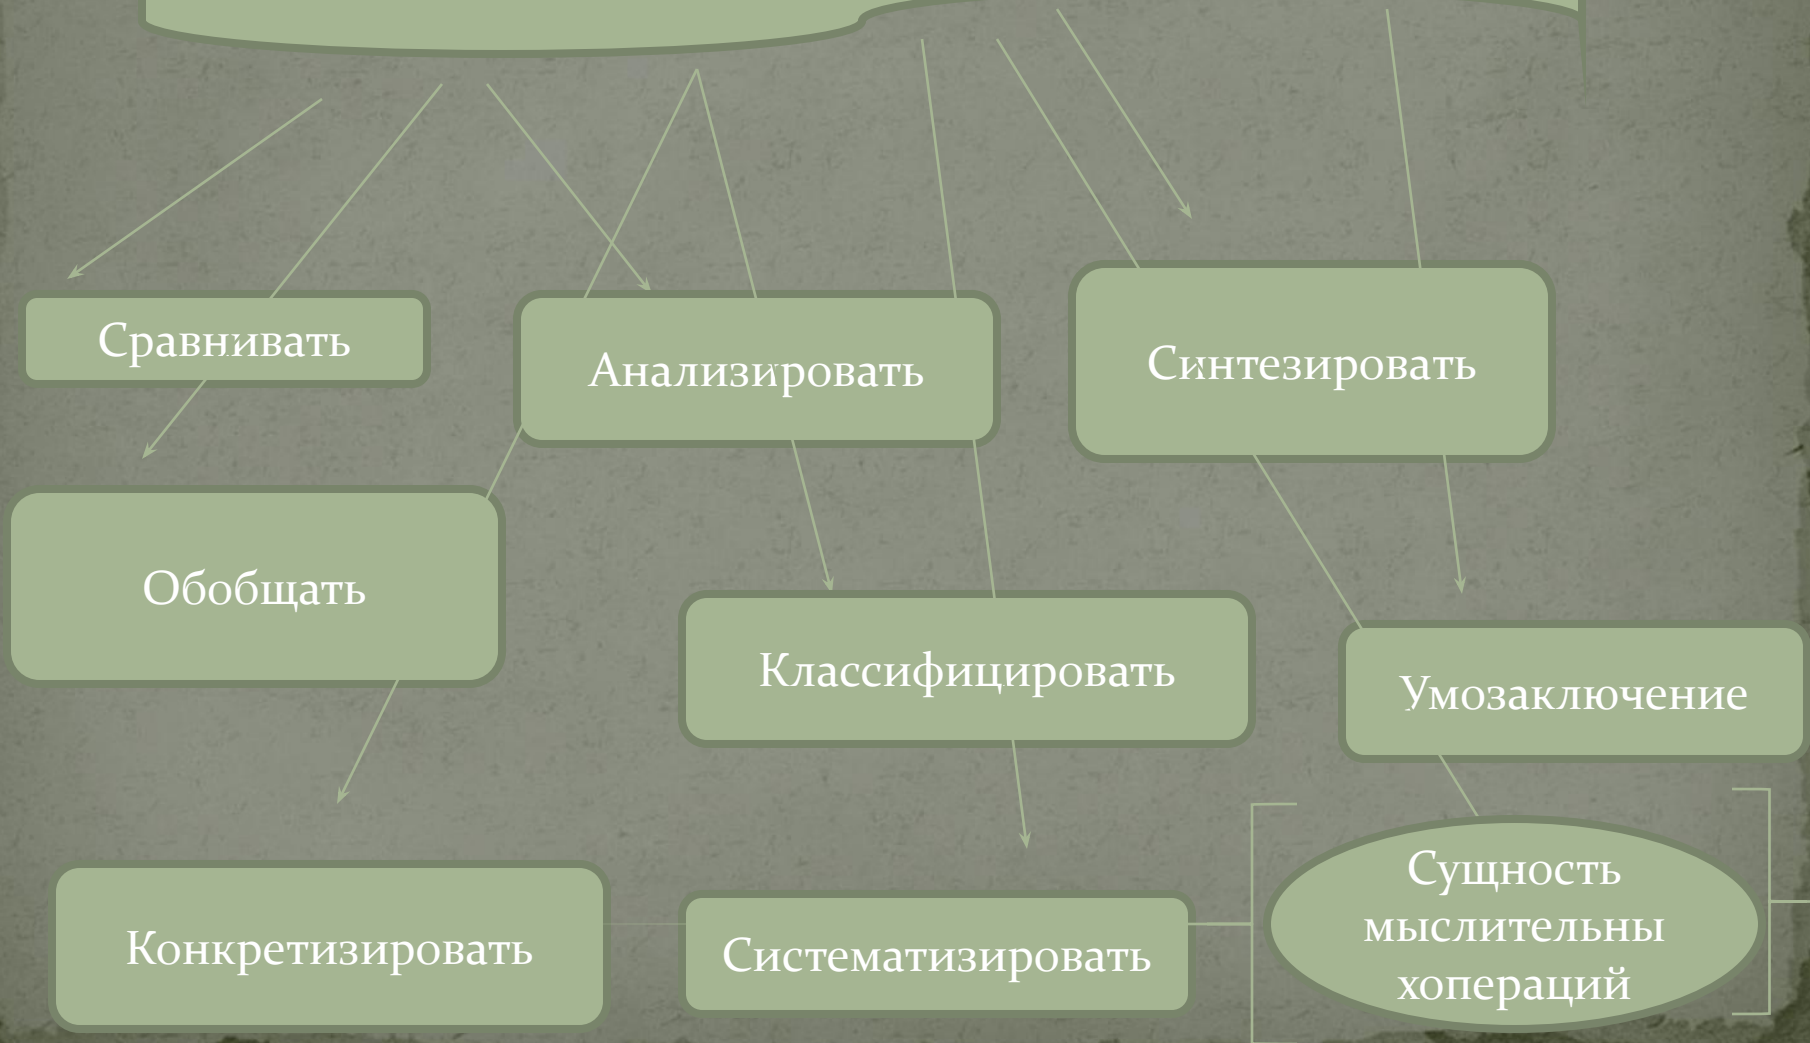 Сравнивать
Анализировать
Синтезировать
Обобщать
Классифицировать
Умозаключение
Конкретизировать
Систематизировать
Сущность
мыслительны
хопераций